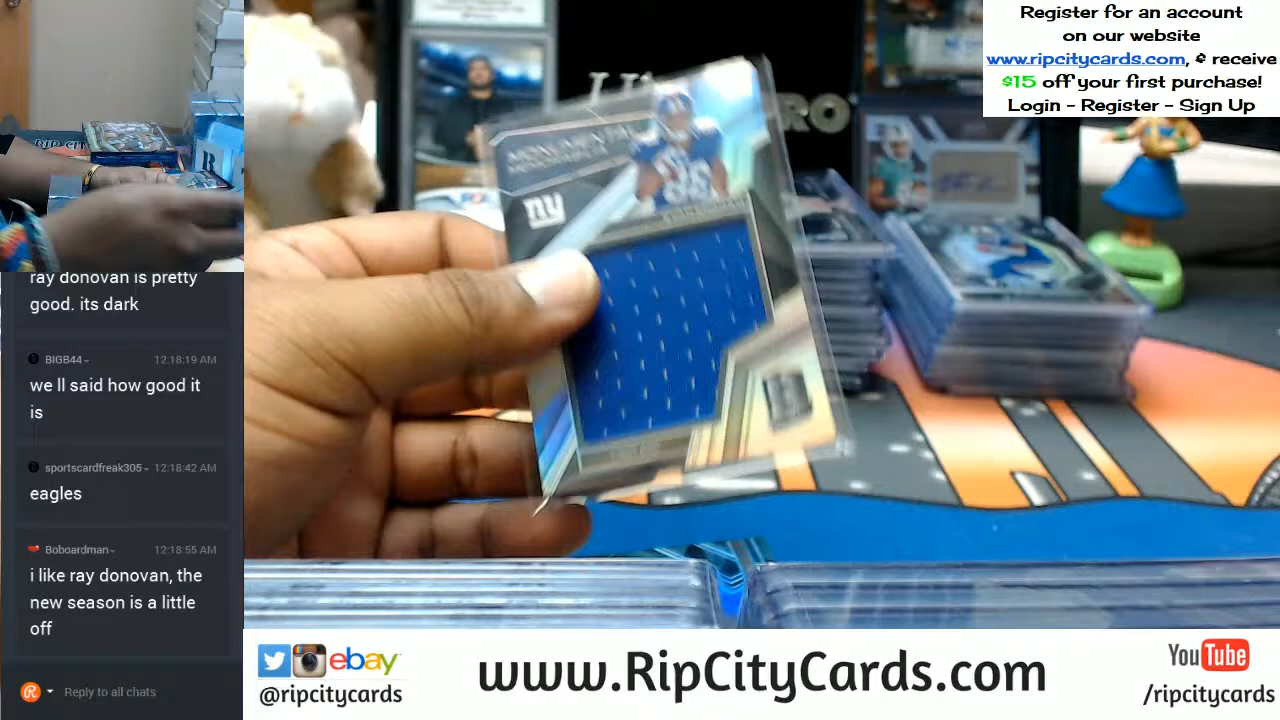 Register for an account
on our website
www.ripcitycards.com, & receive
$15 off your first purchase!
Login - Register - Sign Up
RIP
ray donovan is pretty
good. its dark
BIGB44
12:18:19 AM
we ll said how good it
is
sportscardfreak305
12:18:42 AM
eagles
Boboardman
12:18:55 AM
i like ray donovan, the
new season is a little
off
Reply to all chats
ny
88
ebay
@ripcitycards
www.RipCityCards.com
YouTube
/ripcitycards